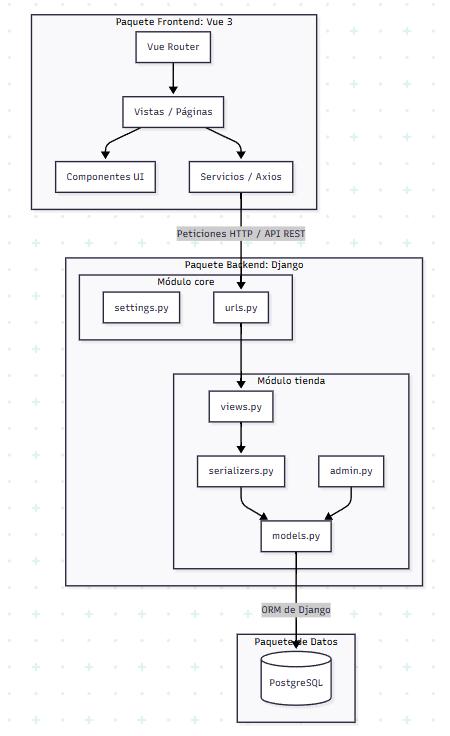 Paquete Frontend: Vue 3
Vue Router
Vistas / Páginas
Componentes UI
Servicios / Axios
Peticiones HTTP / API REST
Paquete Backend: Django
Módulo core
settings.py
urls.py
Módulo tienda
views.py
serializers.py
admin.py
models.py
ORM de Django
Paquete de Datos
PostgreSQL